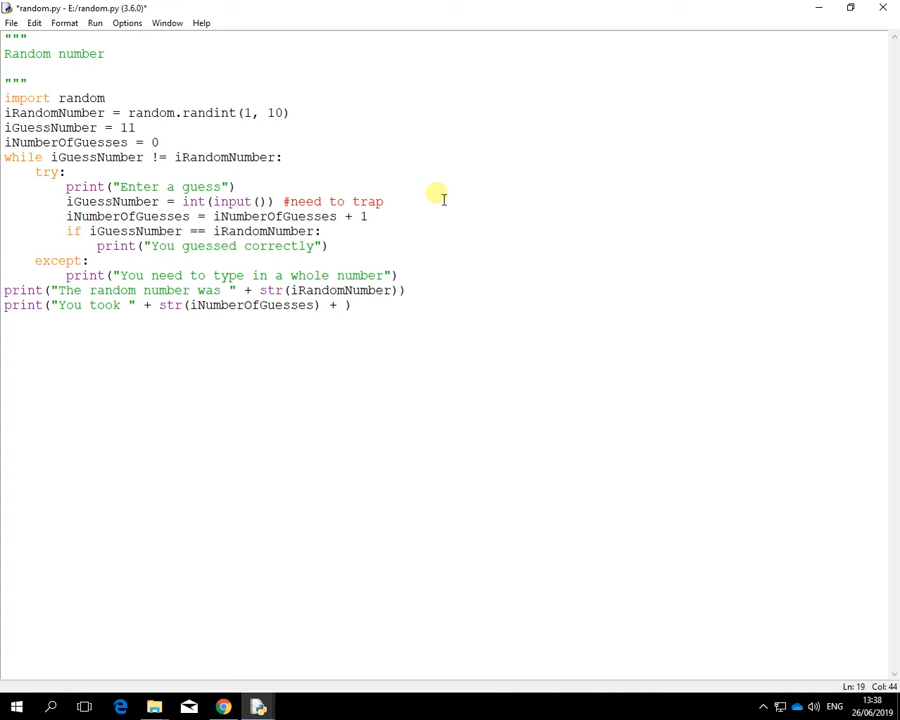 *random.py - E:/random.py (3.6.0)*
File Edit Format Run Options Window Help
"""
Random number
"""
import random
iRandomNumber = random.randint(1, 10)
iGuessNumber = 11
iNumberOfGuesses = 0
while iGuessNumber != iRandomNumber:
    try:
        print("Enter a guess")
        iGuessNumber = int(input()) #need to trap
        iNumberOfGuesses = iNumberOfGuesses + 1
        if iGuessNumber == iRandomNumber:
            print("You guessed correctly")
    except:
        print("You need to type in a whole number")
print("The random number was " + str(iRandomNumber))
print("You took " + str(iNumberOfGuesses) + )
Ln: 19 Col: 44
ENG
13:38
26/06/2019